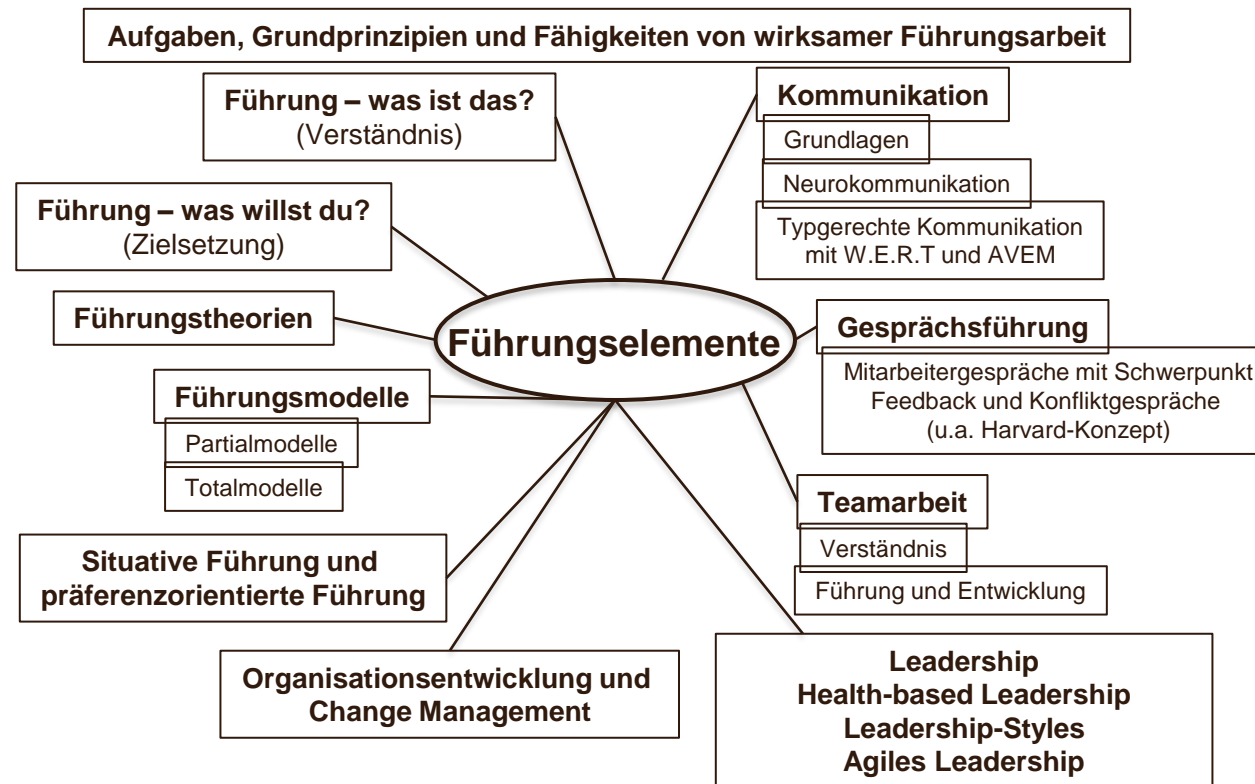 Aufgaben, Grundprinzipien und Fähigkeiten von wirksamer Führungsarbeit
Führung – was ist das?
(Verständnis)
Führung – was willst du?
(Zielsetzung)
Führungstheorien
Führungsmodelle
Partialmodelle
Totalmodelle
Situative Führung und
präferenzorientierte Führung
Organisationsentwicklung und
Change Management
Führungselemente
Kommunikation
Grundlagen
Neurokommunikation
Typgerechte Kommunikation
mit W.E.R.T und AVEM
Gesprächsführung
Mitarbeitergespräche mit Schwerpunkt
Feedback und Konfliktgespräche
(u.a. Harvard-Konzept)
Teamarbeit
Verständnis
Führung und Entwicklung
Leadership
Health-based Leadership
Leadership-Styles
Agiles Leadership